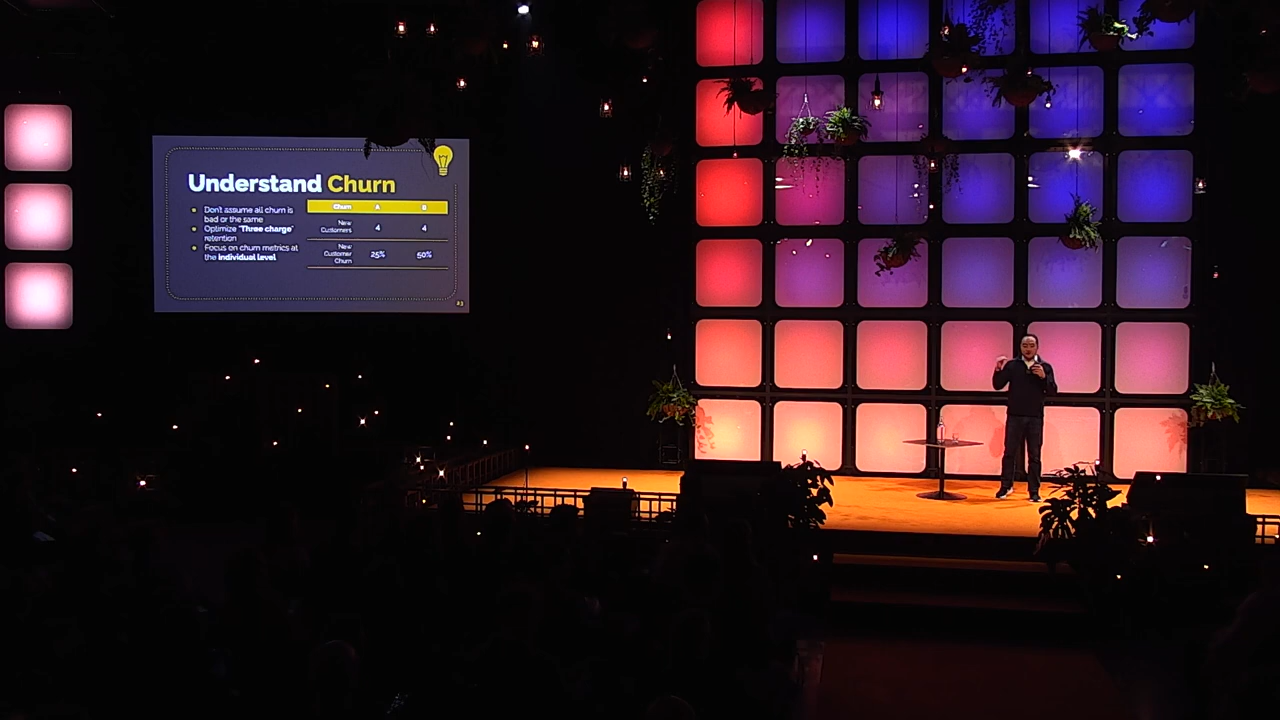 Understand Churn
Don't assume all churn is
bad or the same
Optimize "Three charge"
retention
Focus on churn metrics at
the individual level
Churn A B
New
Customers 4 4
New
Customer
Churn 25% 50%
23